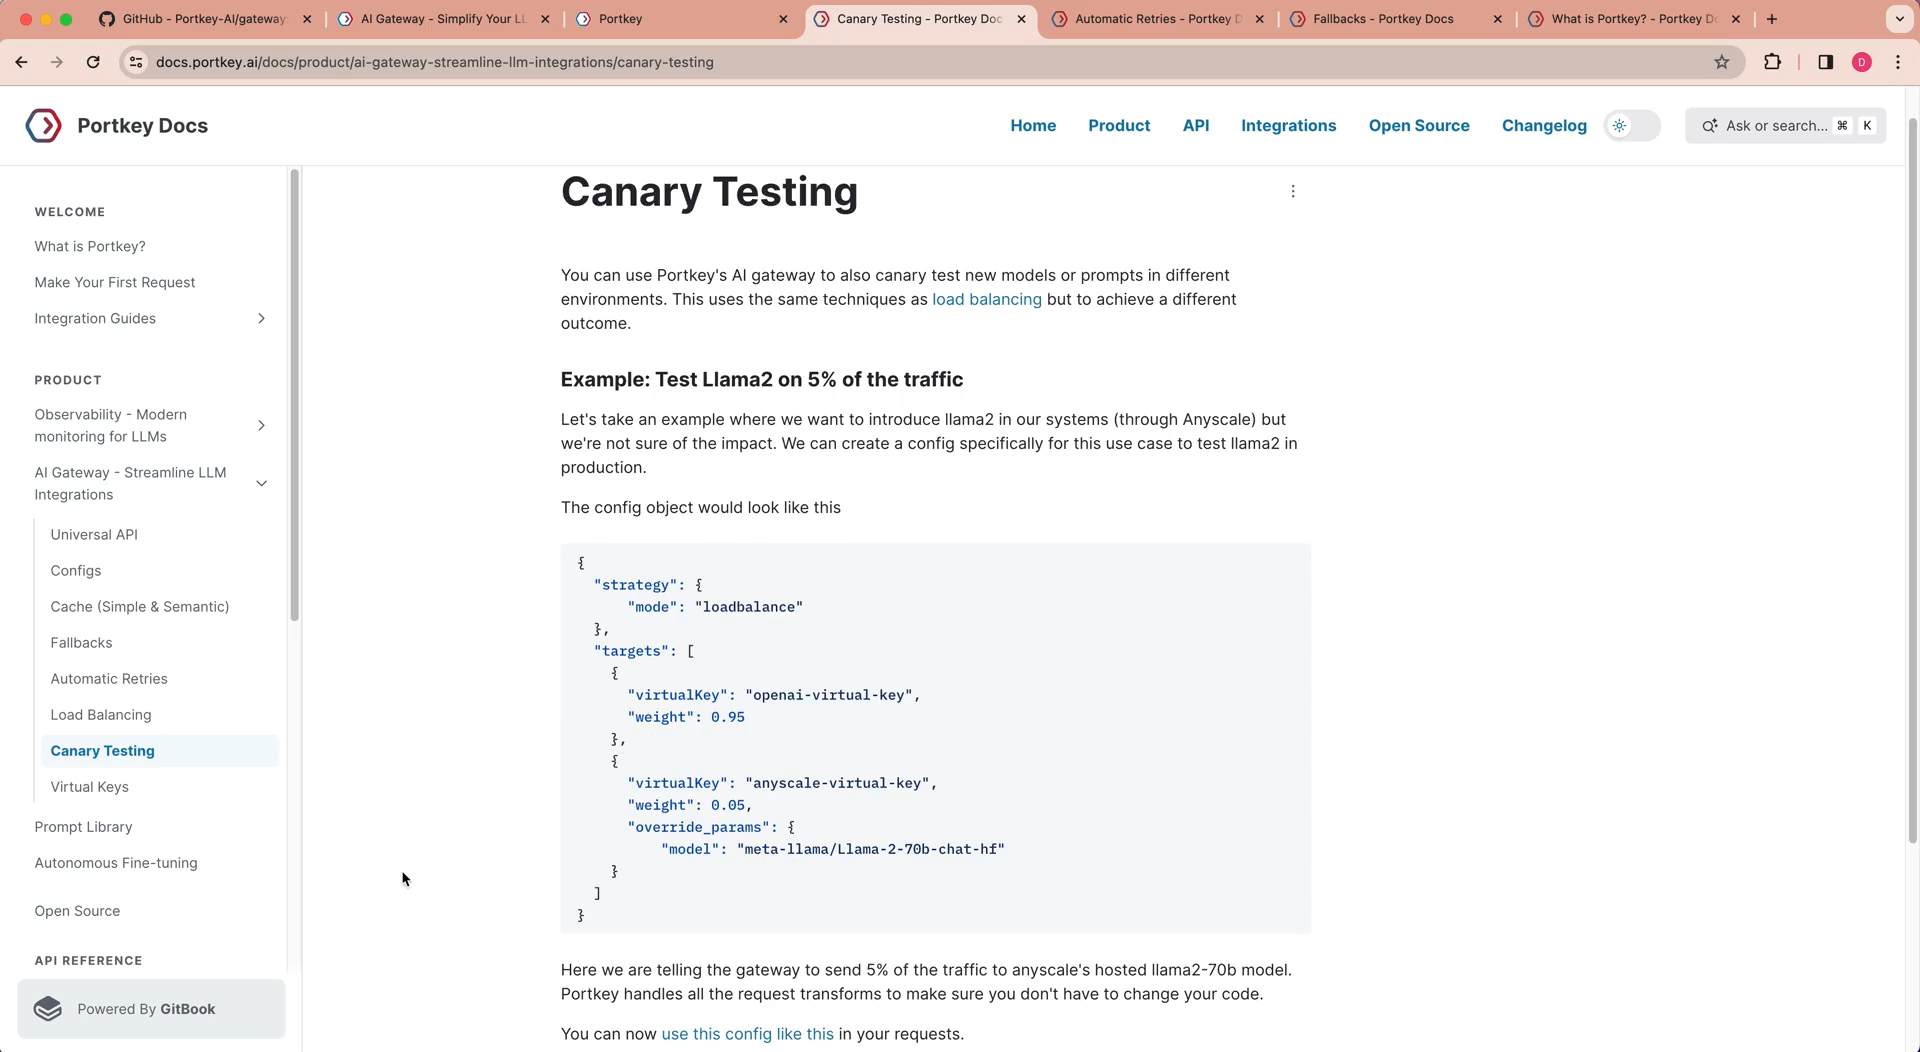 GitHub - Portkey-AI/gateway:
AI Gateway - Simplify Your LL
Portkey
Canary Testing - Portkey Doc
Automatic Retries - Portkey D
Fallbacks - Portkey Docs
What is Portkey? - Portkey Do
docs.portkey.ai/docs/product/ai-gateway-streamline-llm-integrations/canary-testing
D
Portkey Docs
Home
Product
API
Integrations
Open Source
Changelog
Ask or search... ⌘ K
WELCOME
What is Portkey?
Make Your First Request
Integration Guides
PRODUCT
Observability - Modern
monitoring for LLMs
AI Gateway - Streamline LLM
Integrations
Universal API
Configs
Cache (Simple & Semantic)
Fallbacks
Automatic Retries
Load Balancing
Canary Testing
Virtual Keys
Prompt Library
Autonomous Fine-tuning
Open Source
API REFERENCE
Powered By GitBook
Canary Testing
You can use Portkey's AI gateway to also canary test new models or prompts in different
environments. This uses the same techniques as load balancing but to achieve a different
outcome.
Example: Test Llama2 on 5% of the traffic
Let's take an example where we want to introduce llama2 in our systems (through Anyscale) but
we're not sure of the impact. We can create a config specifically for this use case to test llama2 in
production.
The config object would look like this
{
"strategy": {
"mode": "loadbalance"
},
"targets": [
{
"virtualKey": "openai-virtual-key",
"weight": 0.95
},
{
"virtualKey": "anyscale-virtual-key",
"weight": 0.05,
"override_params": {
"model": "meta-llama/Llama-2-70b-chat-hf"
}
]
}
Here we are telling the gateway to send 5% of the traffic to anyscale's hosted llama2-70b model.
Portkey handles all the request transforms to make sure you don't have to change your code.
You can now use this config like this in your requests.